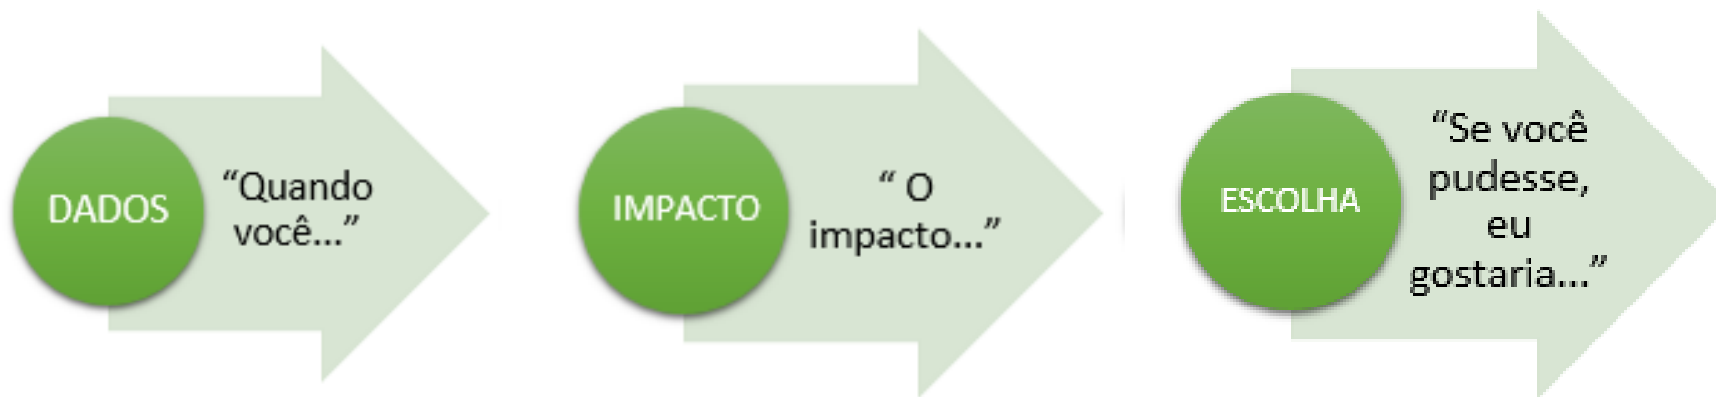 DADOS
“Quando
você...”
IMPACTO
“ O
impacto...”
ESCOLHA
“Se você
pudesse,
eu
gostaria...”